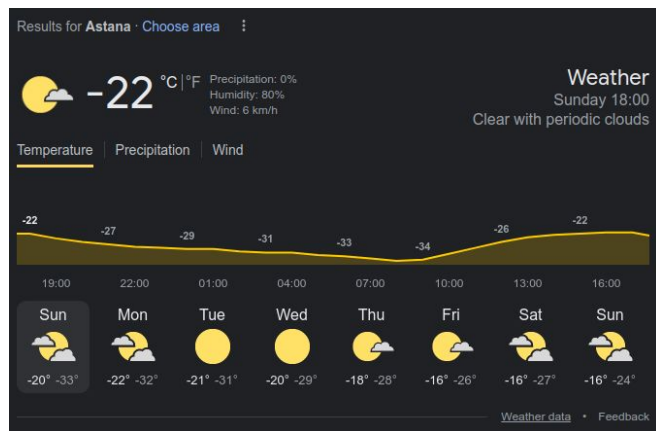 Results for Astana · Choose area ⋮
-22 °C | °F
Precipitation: 0%
Humidity: 80%
Wind: 6 km/h
Weather
Sunday 18:00
Clear with periodic clouds
Temperature | Precipitation | Wind
-22 -27 -29 -31 -33 -34 -26 -22
19:00 22:00 01:00 04:00 07:00 10:00 13:00 16:00
Sun Mon Tue Wed Thu Fri Sat Sun
-20° -33° -22° -32° -21° -31° -20° -29° -18° -28° -16° -26° -16° -27° -16° -24°
Weather data • Feedback